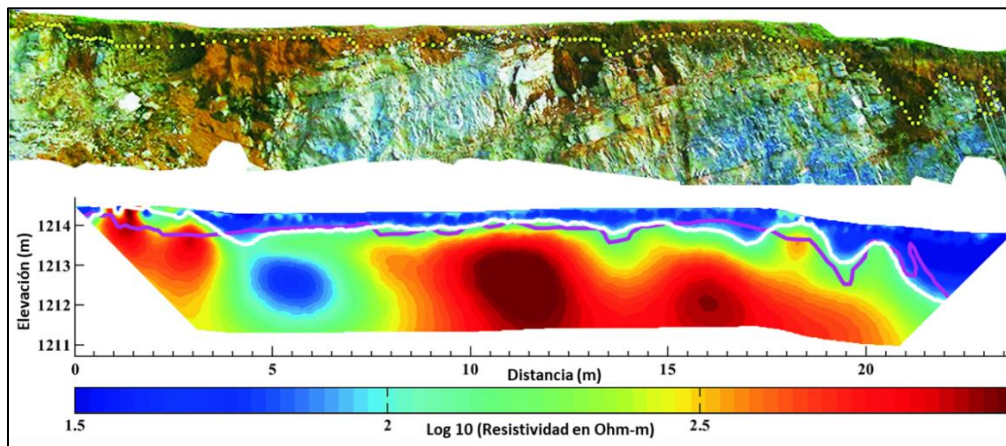 Elevación (m)
1214
1213
1212
1211
0 5 10 15 20
Distancia (m)
1.5 2 2.5
Log 10 (Resistividad en Ohm-m)